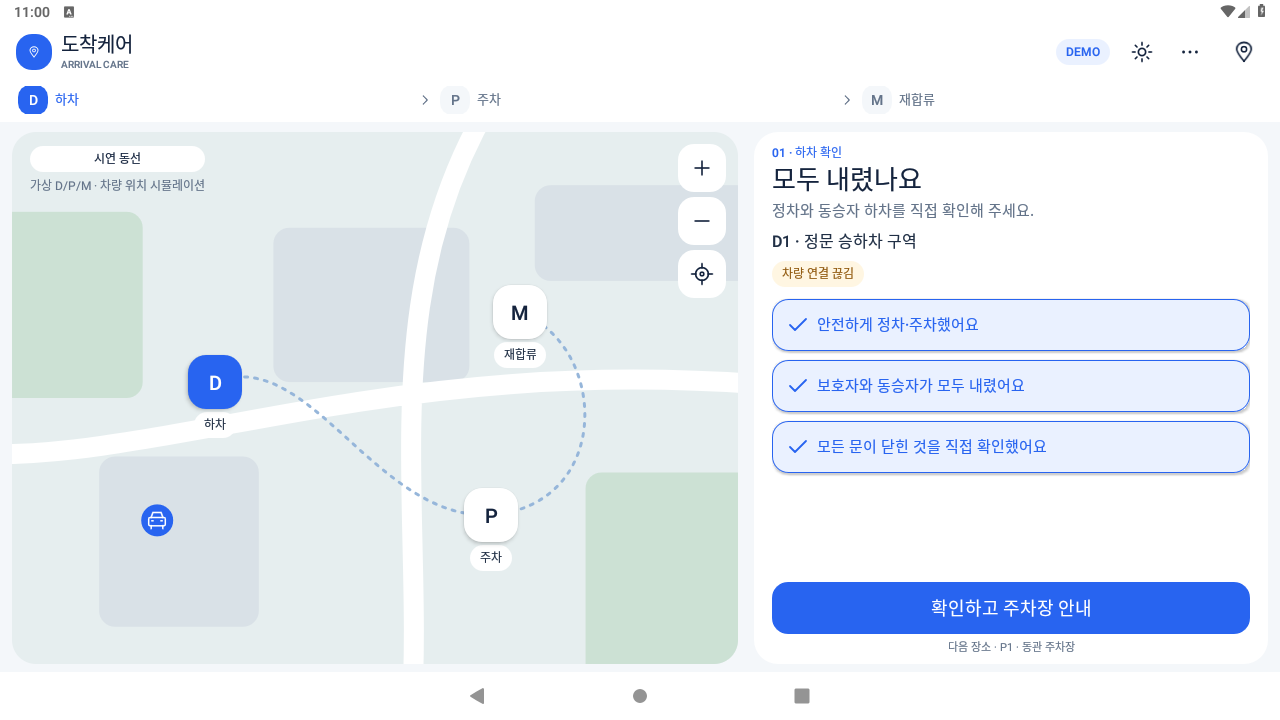 11:00
도착케어
ARRIVAL CARE
DEMO
D 하차
P 주차
M 재합류
시연 동선
가상 D/P/M · 차량 위치 시뮬레이션
M
재합류
D
하차
P
주차
01 · 하차 확인
모두 내렸나요
정차와 동승자 하차를 직접 확인해 주세요.
D1 · 정문 승하차 구역
차량 연결 끊김
안전하게 정차·주차했어요
보호자와 동승자가 모두 내렸어요
모든 문이 닫힌 것을 직접 확인했어요
확인하고 주차장 안내
다음 장소 · P1 · 동관 주차장